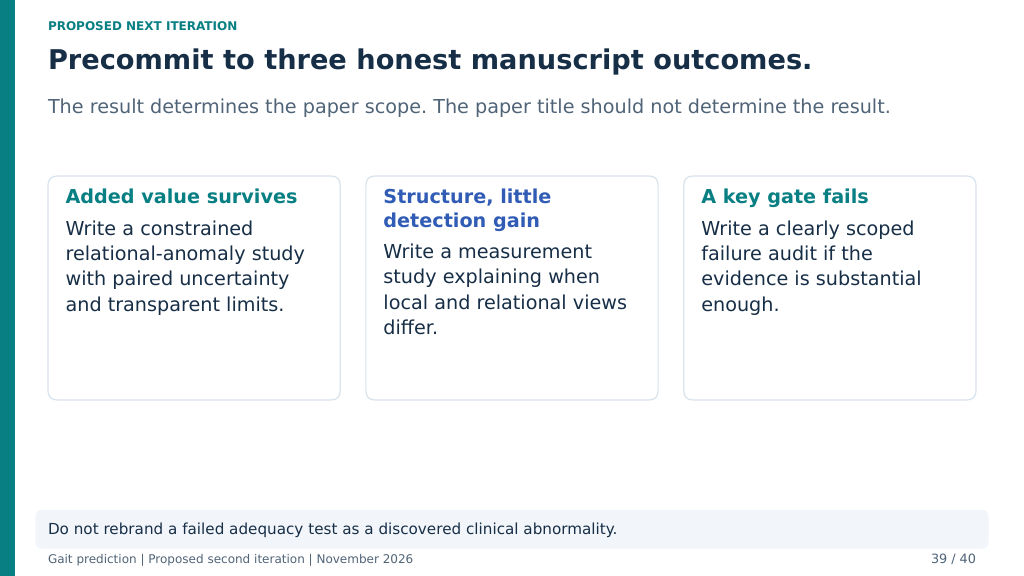 PROPOSED NEXT ITERATION
Precommit to three honest manuscript outcomes.
The result determines the paper scope. The paper title should not determine the result.
Added value survives
Write a constrained
relational-anomaly study
with paired uncertainty
and transparent limits.
Structure, little
detection gain
Write a measurement
study explaining when
local and relational views
differ.
A key gate fails
Write a clearly scoped
failure audit if the
evidence is substantial
enough.
Do not rebrand a failed adequacy test as a discovered clinical abnormality.
Gait prediction | Proposed second iteration | November 2026
39 / 40